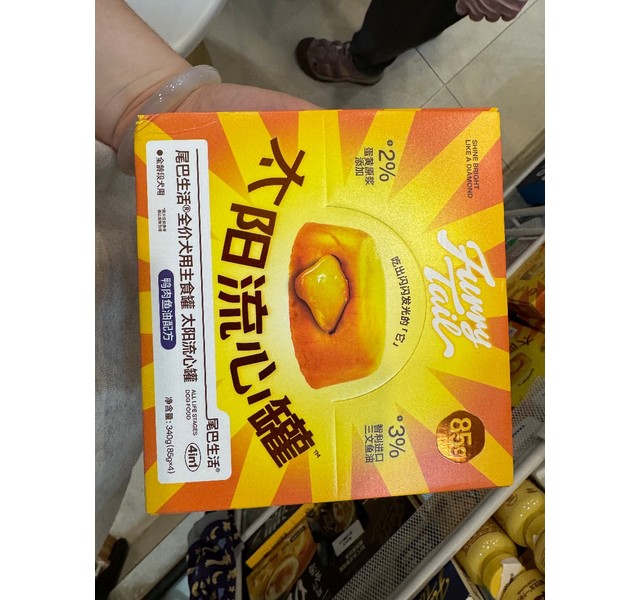 SHINE BRIGHT
LIKE A DIAMOND
Furry
Tail
85g
2%
蛋黄原浆
添加
吃出闪闪发光的「它」
3%
智利进口
三文鱼油
太阳流心罐™
尾巴生活®
4in1
尾巴生活®全价犬用主食罐 太阳流心罐
ALL LIFE STAGES
DOG FOOD
全龄段犬用
鸭肉鱼油配方
净含量:340g(85g×4)